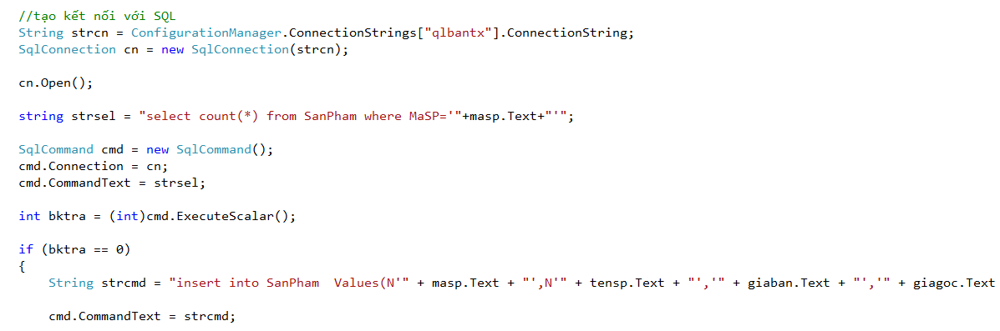 //tạo kết nối với SQL
String strcn = ConfigurationManager.ConnectionStrings["qlbantx"].ConnectionString;
SqlConnection cn = new SqlConnection(strcn);
cn.Open();
string strsel = "select count(*) from SanPham where MaSP='"+masp.Text+"'";
SqlCommand cmd = new SqlCommand();
cmd.Connection = cn;
cmd.CommandText = strsel;
int bktra = (int)cmd.ExecuteScalar();
if (bktra == 0)
{
String strcmd = "insert into SanPham  Values(N'" + masp.Text + "',N'" + tensp.Text + "','" + giaban.Text + "','" + giagoc.Text
cmd.CommandText = strcmd;